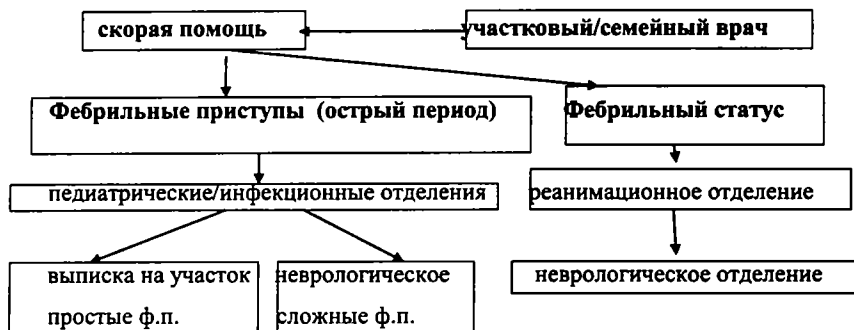 скорая помощь
участковый/семейный врач
Фебрильные приступы (острый период)
Фебрильный статус
педиатрические/инфекционные отделения
реанимационное отделение
выписка на участок
простые ф.п.
неврологическое
сложные ф.п.
неврологическое отделение